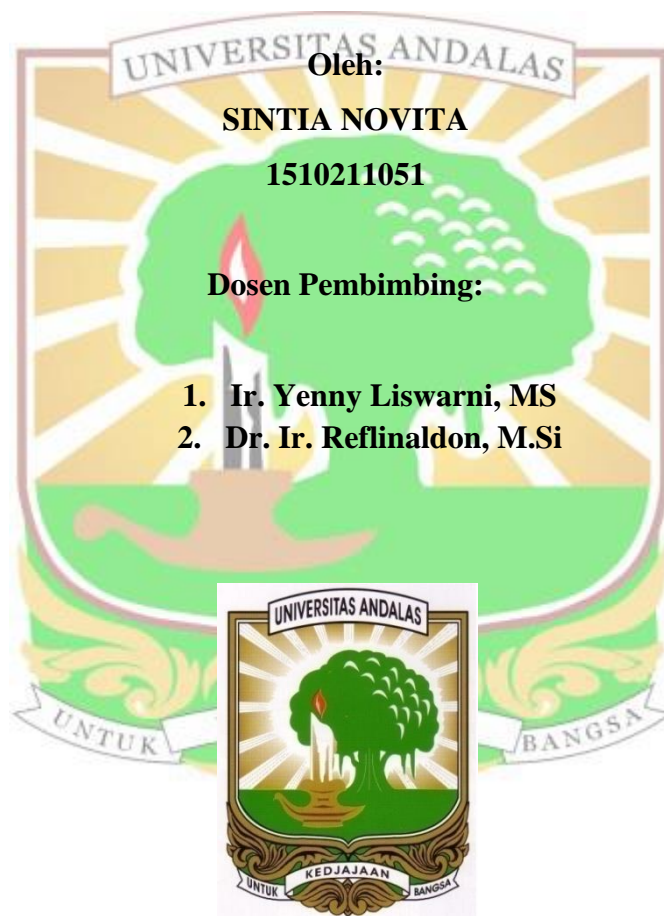 UNIVERSITAS ANDALAS
Oleh:
SINTIA NOVITA
1510211051
Dosen Pembimbing:
1. Ir. Yenny Liswarni, MS
2. Dr. Ir. Reflinaldon, M.Si
UNIVERSITAS ANDALAS
UNTUK BANGSA
UNTUK KEDJAJAAN BANGSA